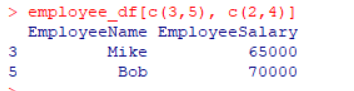 > employee_df[c(3,5), c(2,4)]
  EmployeeName EmployeeSalary
3         Mike          65000
5          Bob          70000